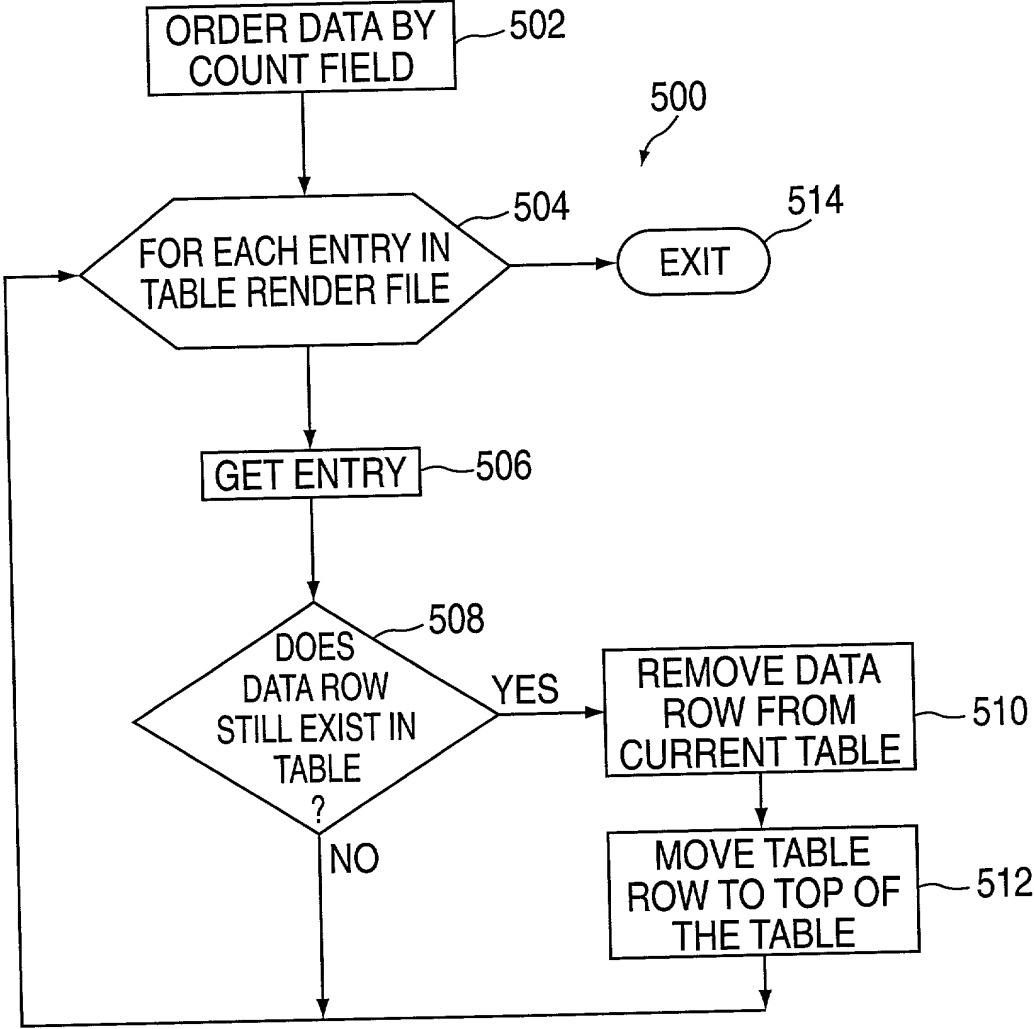 ORDER DATA BY
COUNT FIELD
502
500
504
514
FOR EACH ENTRY IN
TABLE RENDER FILE
EXIT
GET ENTRY
506
508
DOES
DATA ROW
STILL EXIST IN
TABLE
?
YES
NO
REMOVE DATA
ROW FROM
CURRENT TABLE
510
MOVE TABLE
ROW TO TOP OF
THE TABLE
512